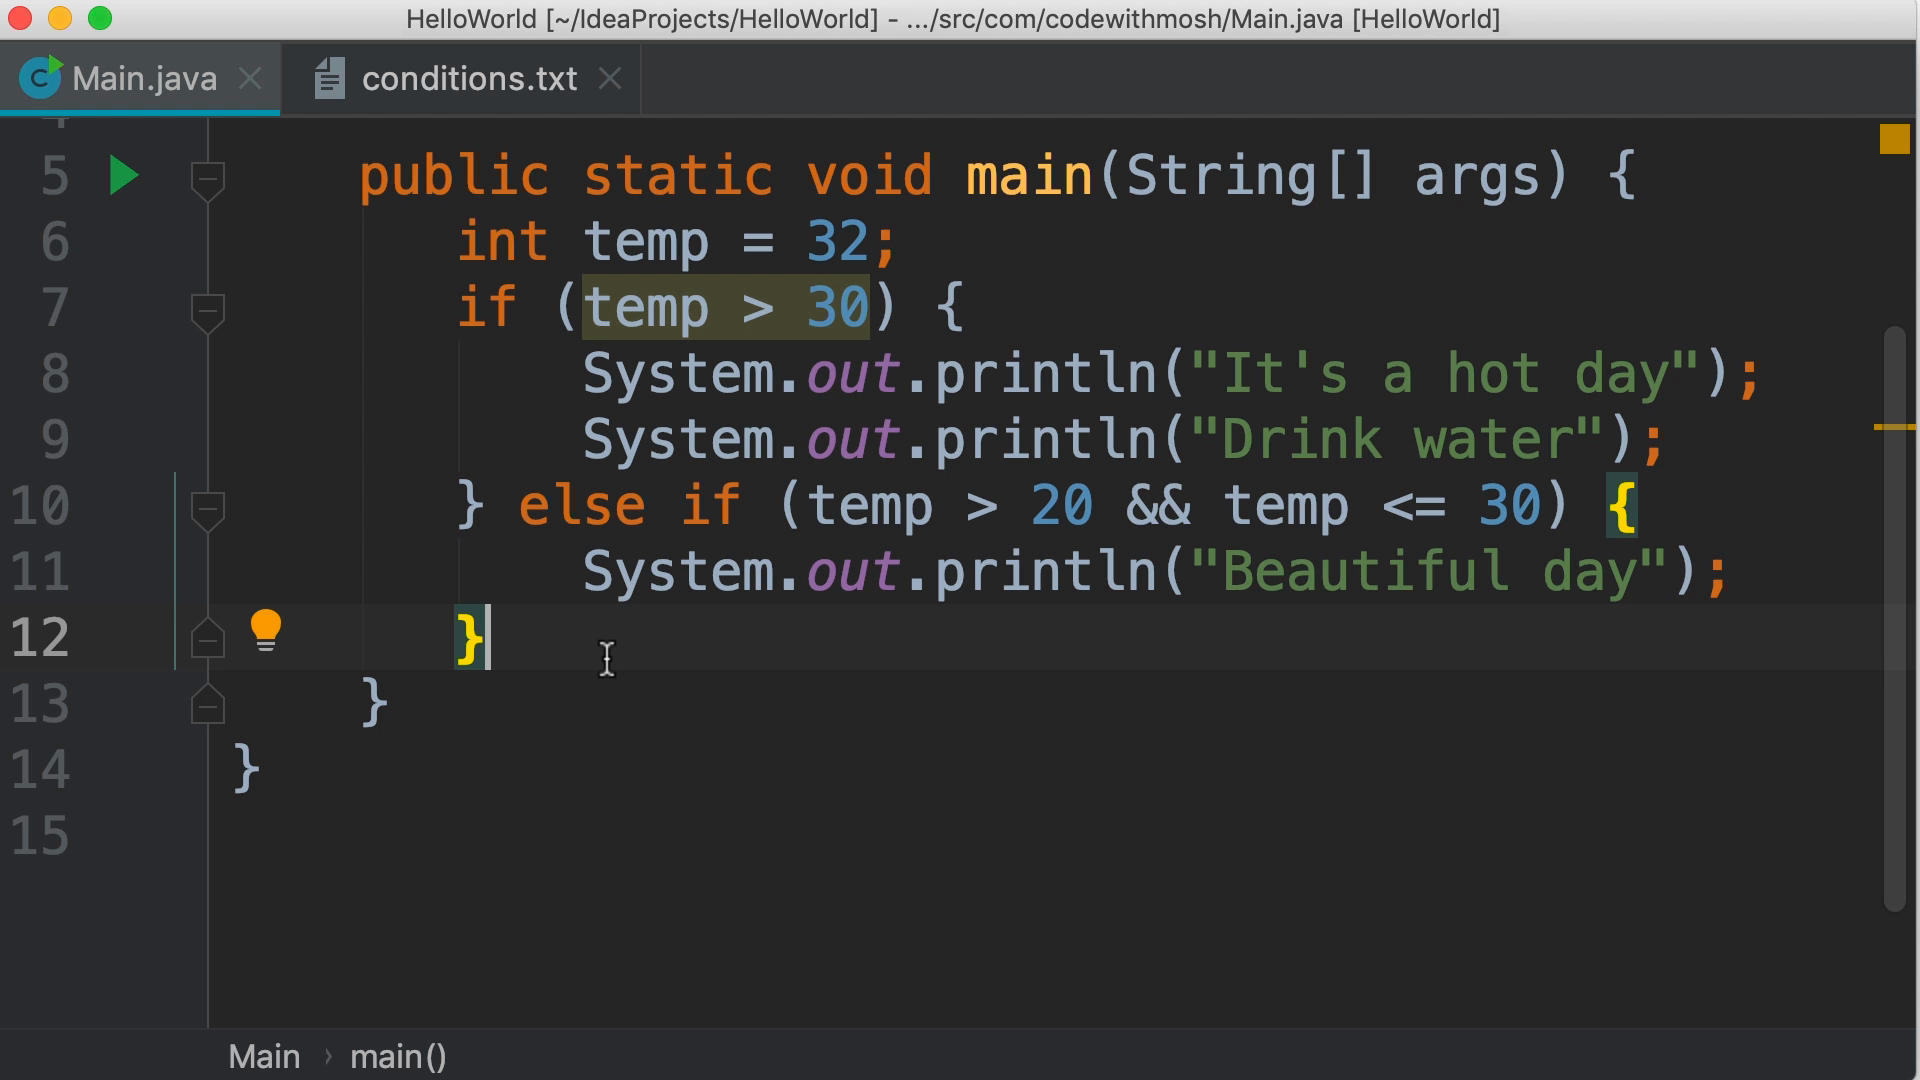 HelloWorld [~/IdeaProjects/HelloWorld] - .../src/com/codewithmosh/Main.java [HelloWorld]
Main.java conditions.txt
5 public static void main(String[] args) {
6 int temp = 32;
7 if (temp > 30) {
8 System.out.println("It's a hot day");
9 System.out.println("Drink water");
10 } else if (temp > 20 && temp <= 30) {
11 System.out.println("Beautiful day");
12 }
13 }
14 }
15
Main › main()